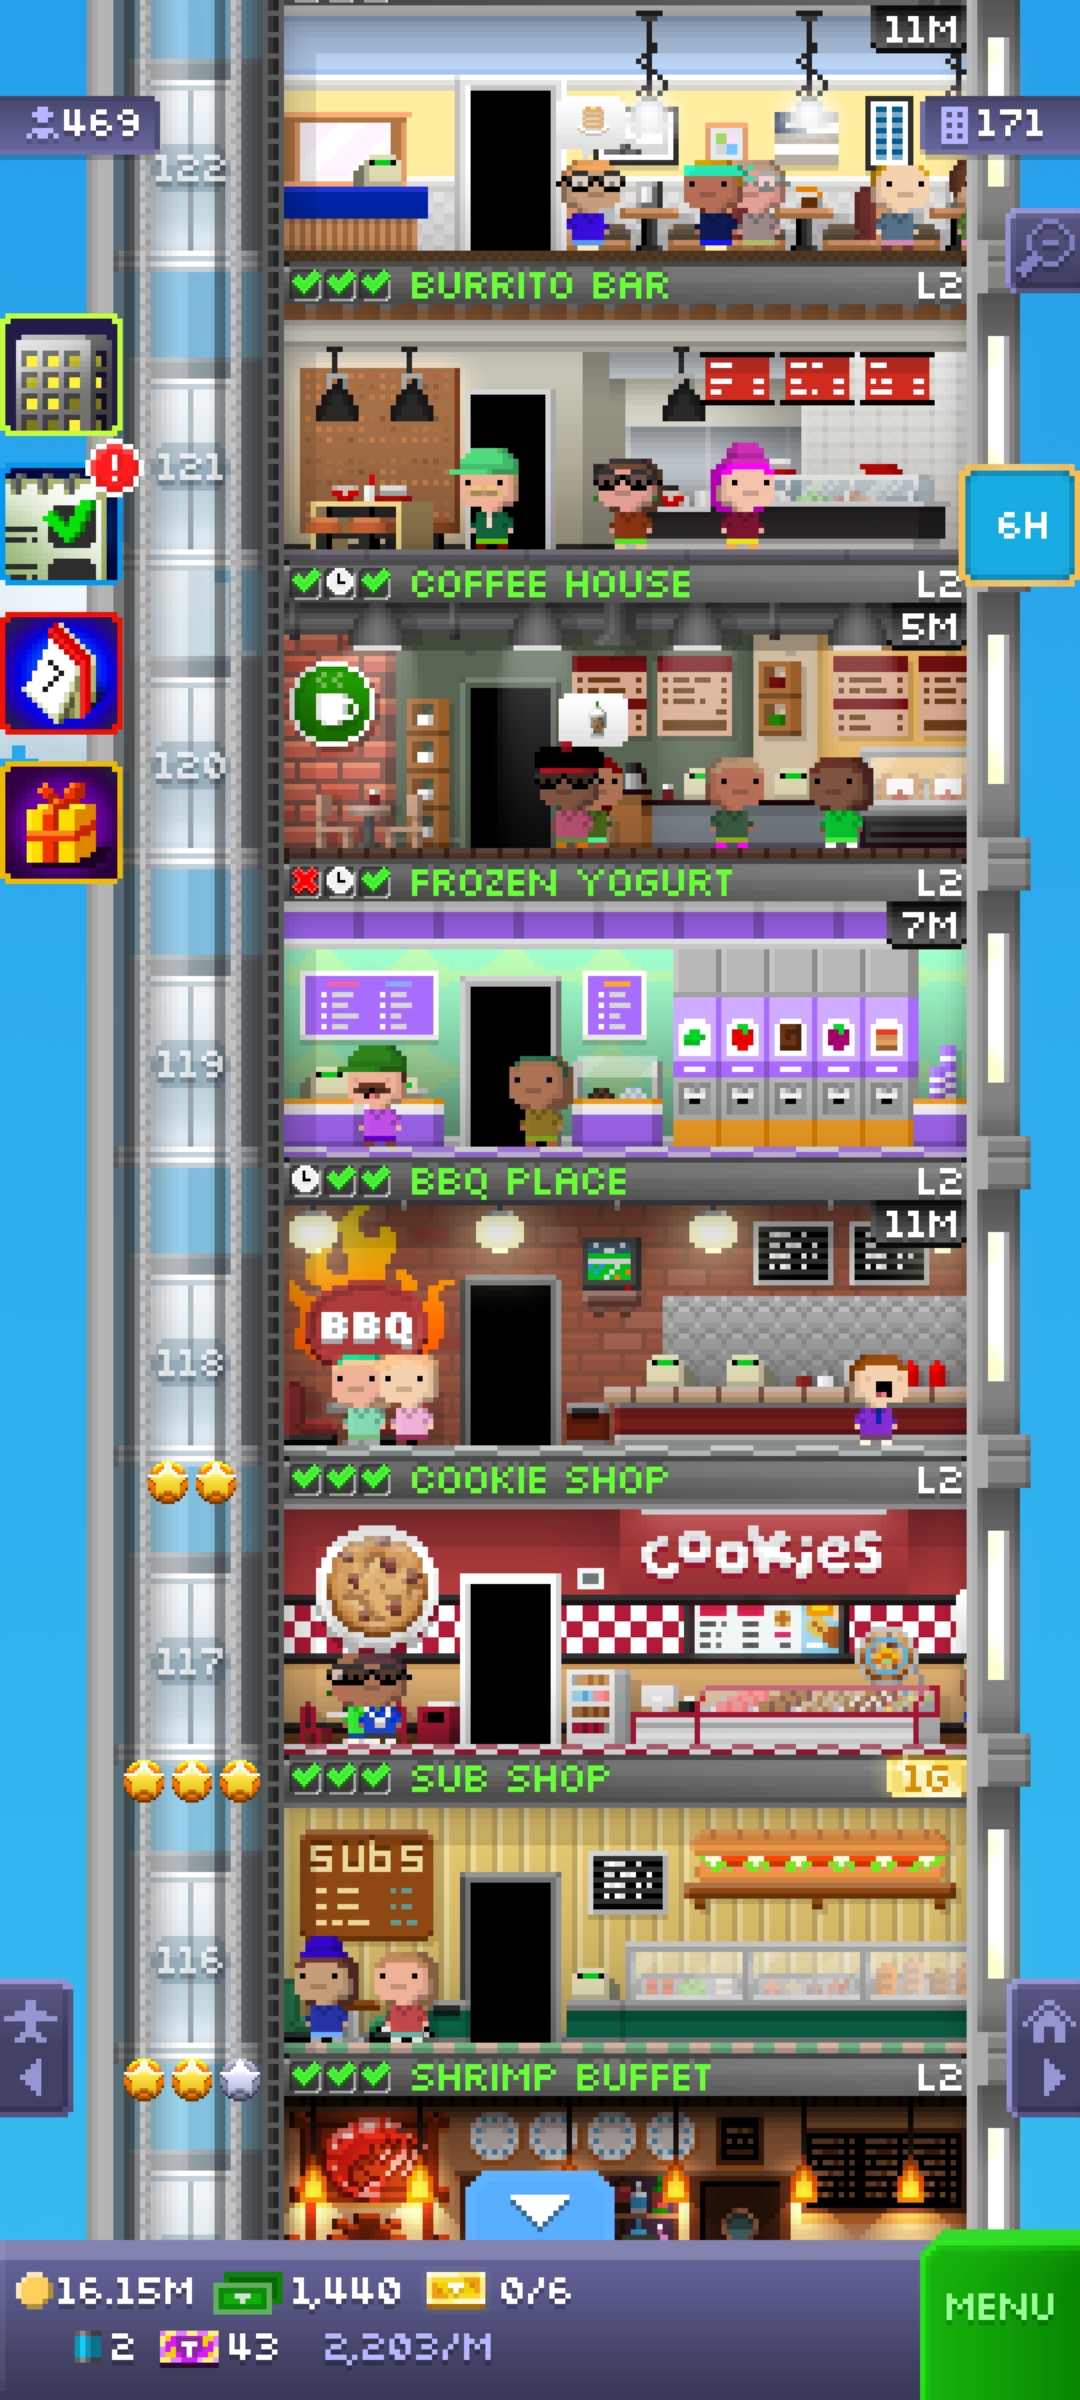 11M
469
171
122
BURRITO BAR L2
121
6H
COFFEE HOUSE L2
5M
120
FROZEN YOGURT L2
7M
119
BBQ PLACE L2
11M
BBQ
118
COOKIE SHOP L2
cookies
117
SUB SHOP 1G
subs
116
SHRIMP BUFFET L2
16.15M 1,440 0/6
2 T 43 2,203/M
MENU